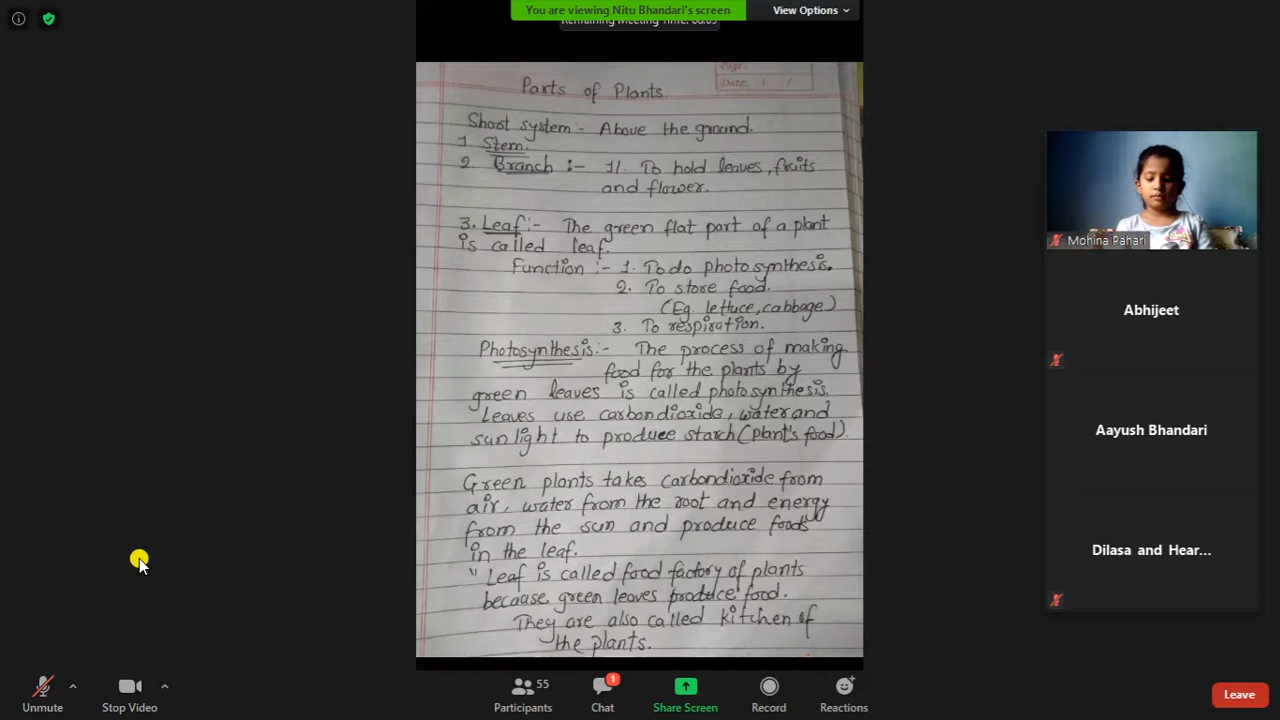 You are viewing Nitu Bhandari's screen
View Options
Remaining Meeting Time:
Page:
Date: / /
Parts of Plants.
Shoot system :- Above the ground.
1. Stem.
2. Branch :- 1/. To hold leaves, fruits
and flower.
3. Leaf :- The green flat part of a plant
is called leaf.
Function :- 1. To do photosynthesis.
2. To store food.
(Eg. lettuce, cabbage)
3. To respiration.
Photosynthesis :- The process of making
food for the plants by
green leaves is called photosynthesis.
Leaves use carbondioxide, water and
sunlight to produce starch (plant's food).
Green plants takes carbondioxide from
air, water from the root and energy
from the sun and produce foods
in the leaf.
" Leaf is called food factory of plants
because green leaves produce food.
They are also called kitchen of
the plants.
Mohina Pahari
Abhijeet
Aayush Bhandari
Dilasa and Hear...
Unmute
Stop Video
Participants
55
Chat
1
Share Screen
Record
Reactions
Leave